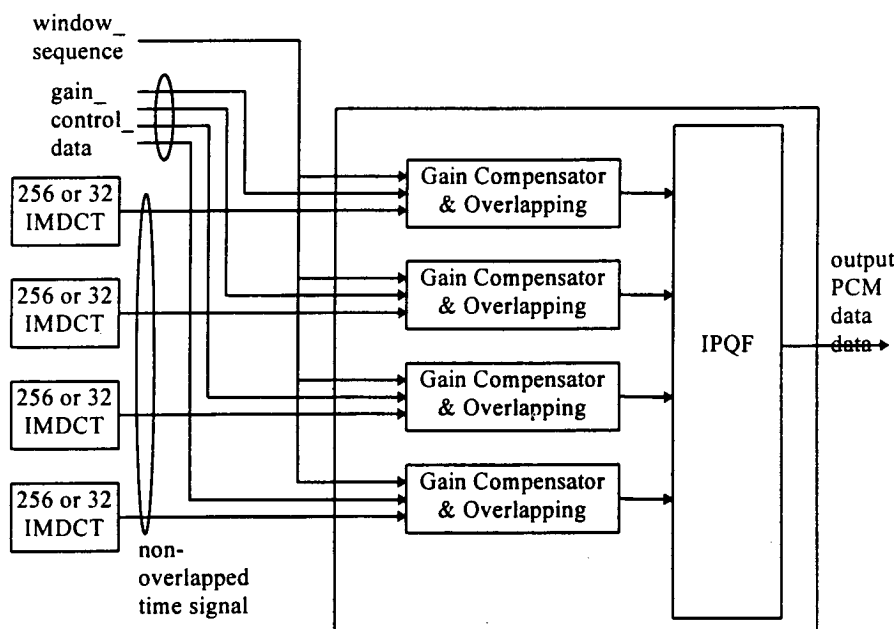 window_
sequence
gain_
control_
data
256 or 32
IMDCT
256 or 32
IMDCT
256 or 32
IMDCT
256 or 32
IMDCT
non-
overlapped
time signal
Gain Compensator
& Overlapping
Gain Compensator
& Overlapping
Gain Compensator
& Overlapping
Gain Compensator
& Overlapping
IPQF
output
PCM
data
data